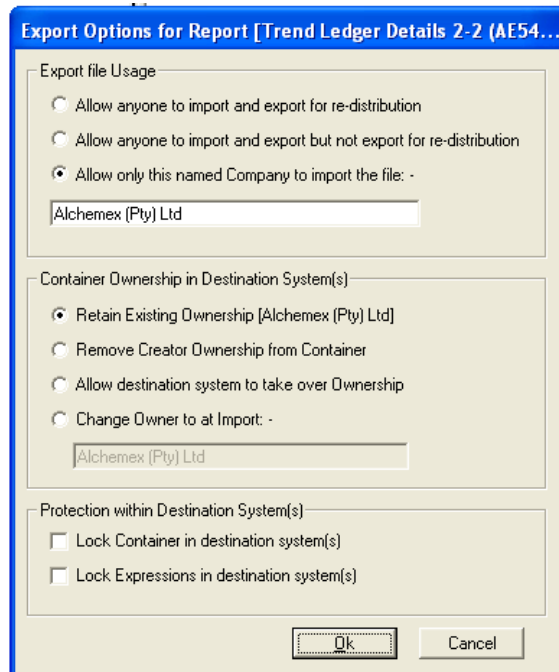 Export Options for Report [Trend Ledger Details 2-2 (AE54...
Export file Usage
Allow anyone to import and export for re-distribution
Allow anyone to import and export but not export for re-distribution
Allow only this named Company to import the file: -
Alchemex (Pty) Ltd
Container Ownership in Destination System(s)
Retain Existing Ownership [Alchemex (Pty) Ltd]
Remove Creator Ownership from Container
Allow destination system to take over Ownership
Change Owner to at Import: -
Alchemex (Pty) Ltd
Protection within Destination System(s)
Lock Container in destination system(s)
Lock Expressions in destination system(s)
Ok Cancel